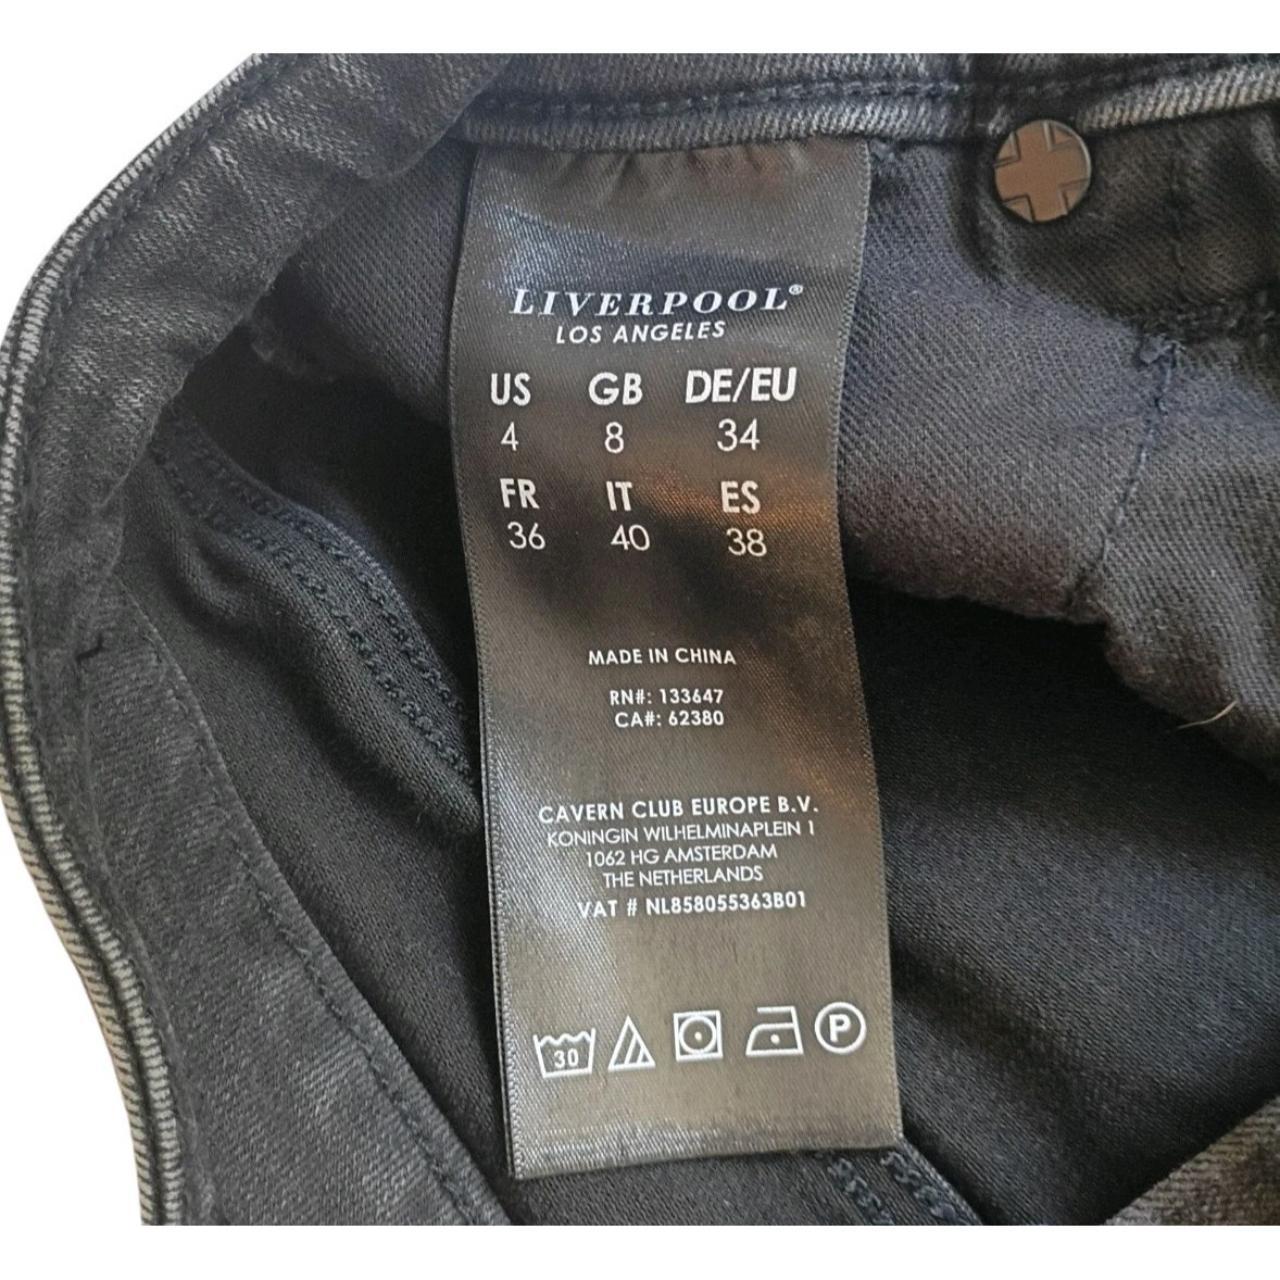 LIVERPOOL®
LOS ANGELES
US GB DE/EU
4 8 34
FR IT ES
36 40 38
MADE IN CHINA
RN#: 133647
CA#: 62380
CAVERN CLUB EUROPE B.V.
KONINGIN WILHELMINAPLEIN 1
1062 HG AMSTERDAM
THE NETHERLANDS
VAT # NL858055363B01
30 P